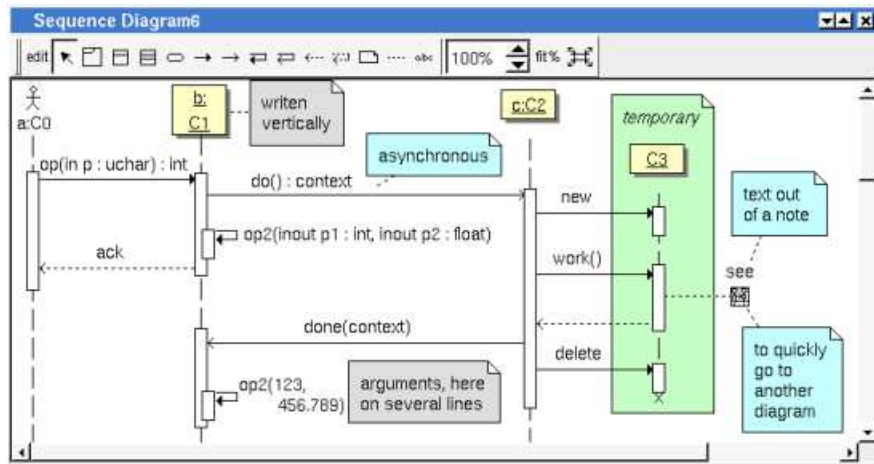 Sequence Diagram6
edit
abc
100%
fit%
a:C0
b:
C1
writen
vertically
c:C2
temporary
C3
op(in p : uchar) : int
asynchronous
do() : context
new
text out
of a note
op2(inout p1 : int, inout p2 : float)
ack
work()
see
done(context)
delete
to quickly
go to
another
diagram
op2(123,
456.789)
arguments, here
on several lines